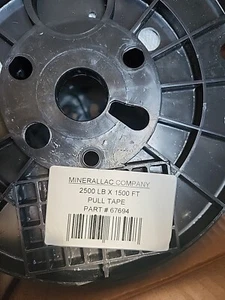 MINERALLAC COMPANY
2500 LB X 1500 FT
PULL TAPE
PART # 67694